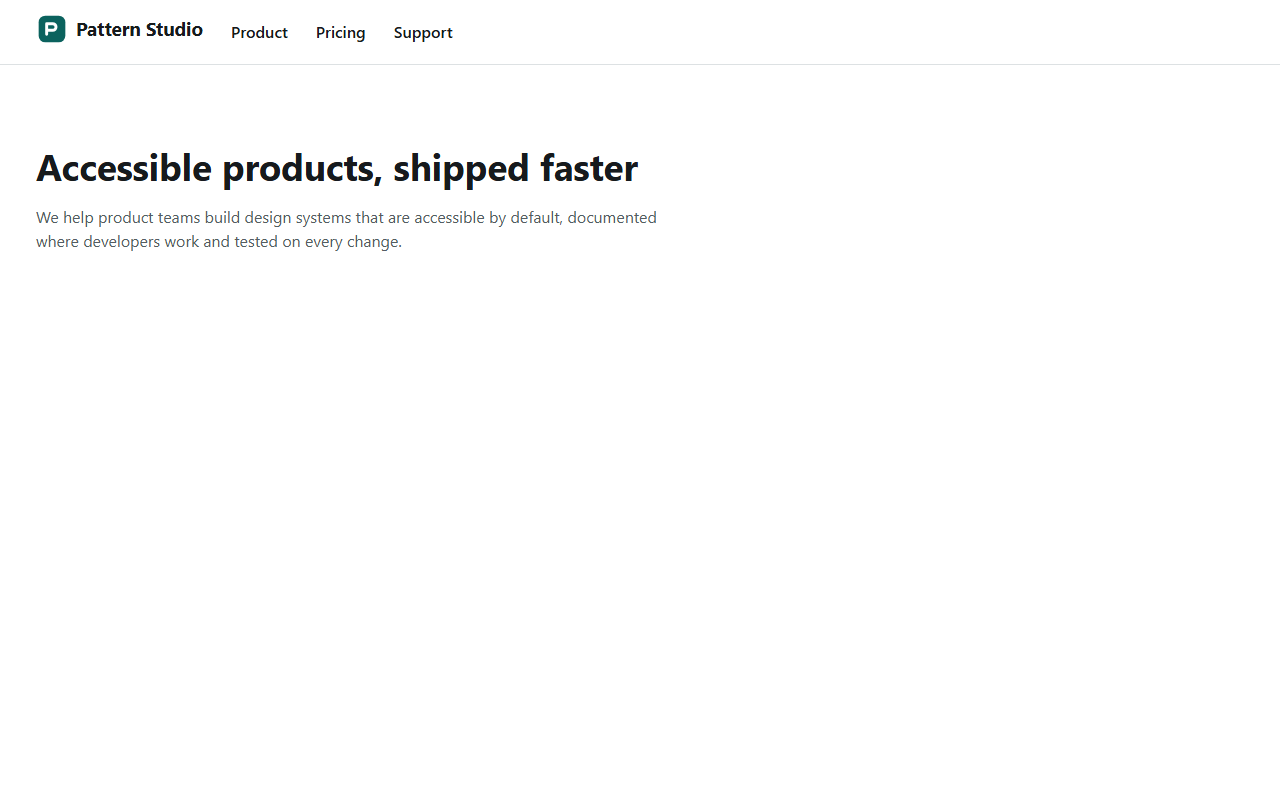 Pattern Studio Product Pricing Support
Accessible products, shipped faster
We help product teams build design systems that are accessible by default, documented
where developers work and tested on every change.